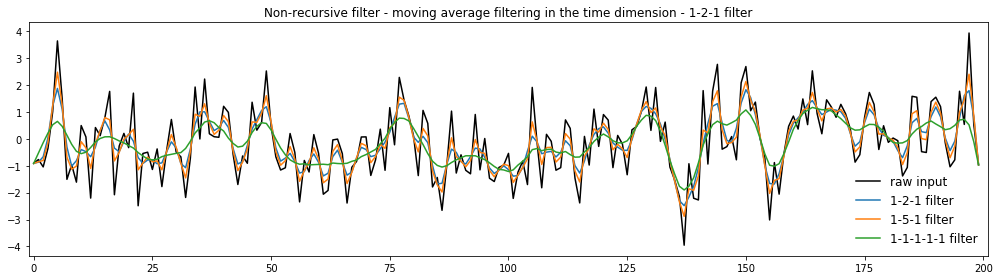 Non-recursive filter - moving average filtering in the time dimension - 1-2-1 filter
4
3
2
1
0
−1
−2
−3
−4
raw input
1-2-1 filter
1-5-1 filter
1-1-1-1-1 filter
0 25 50 75 100 125 150 175 200